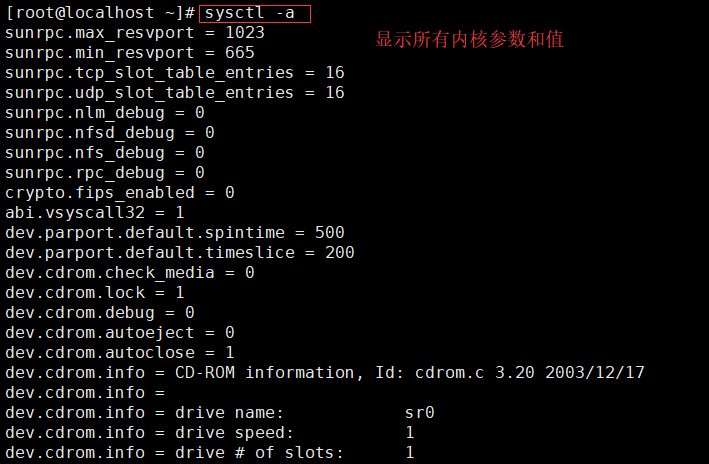 [root@localhost ~]# sysctl -a
sunrpc.max_resvport = 1023
显示所有内核参数和值
sunrpc.min_resvport = 665
sunrpc.tcp_slot_table_entries = 16
sunrpc.udp_slot_table_entries = 16
sunrpc.nlm_debug = 0
sunrpc.nfsd_debug = 0
sunrpc.nfs_debug = 0
sunrpc.rpc_debug = 0
crypto.fips_enabled = 0
abi.vsyscall32 = 1
dev.parport.default.spintime = 500
dev.parport.default.timeslice = 200
dev.cdrom.check_media = 0
dev.cdrom.lock = 1
dev.cdrom.debug = 0
dev.cdrom.autoeject = 0
dev.cdrom.autoclose = 1
dev.cdrom.info = CD-ROM information, Id: cdrom.c 3.20 2003/12/17
dev.cdrom.info =
dev.cdrom.info = drive name:            sr0
dev.cdrom.info = drive speed:           1
dev.cdrom.info = drive # of slots:      1